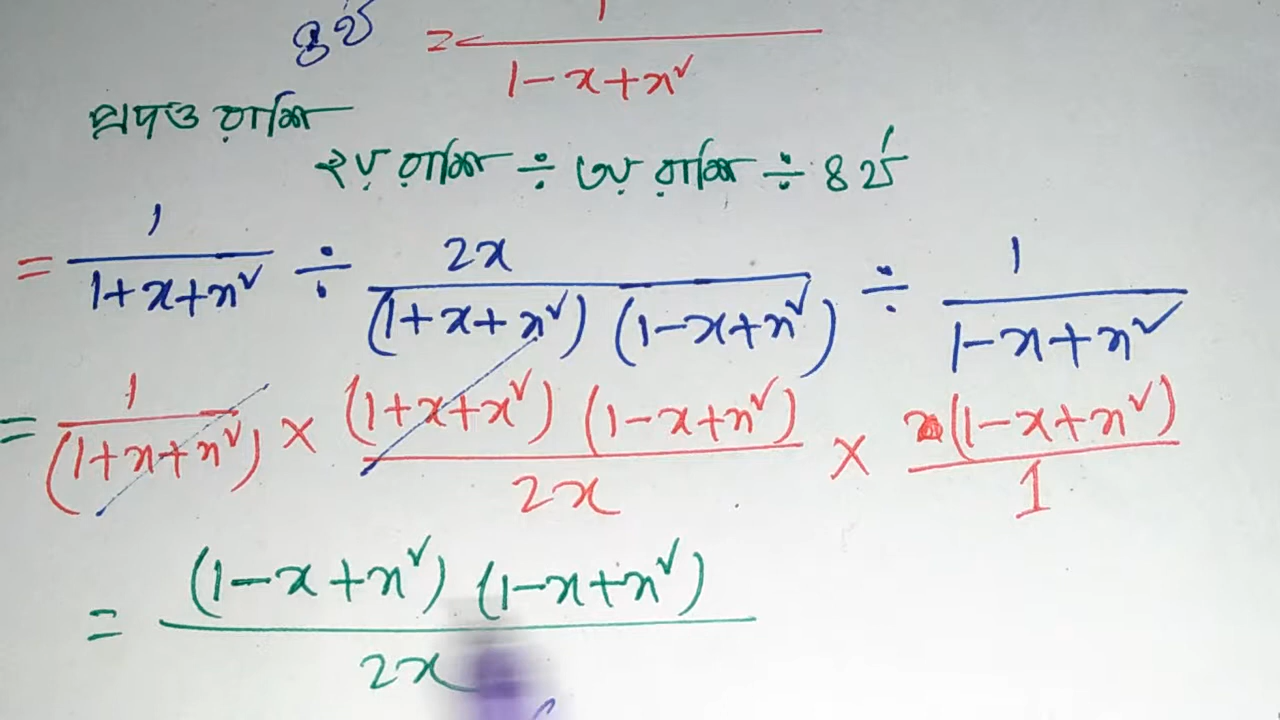 ৪র্থ = 1/(1-x+x²)
প্রদত্ত রাশি
২য় রাশি ÷ ৩য় রাশি ÷ ৪র্থ
= 1/(1+x+x²) ÷ 2x/((1+x+x²)(1-x+x²)) ÷ 1/(1-x+x²)
= 1/(1+x+x²) × ((1+x+x²)(1-x+x²))/2x × (1-x+x²)/1
= ((1-x+x²)(1-x+x²))/2x